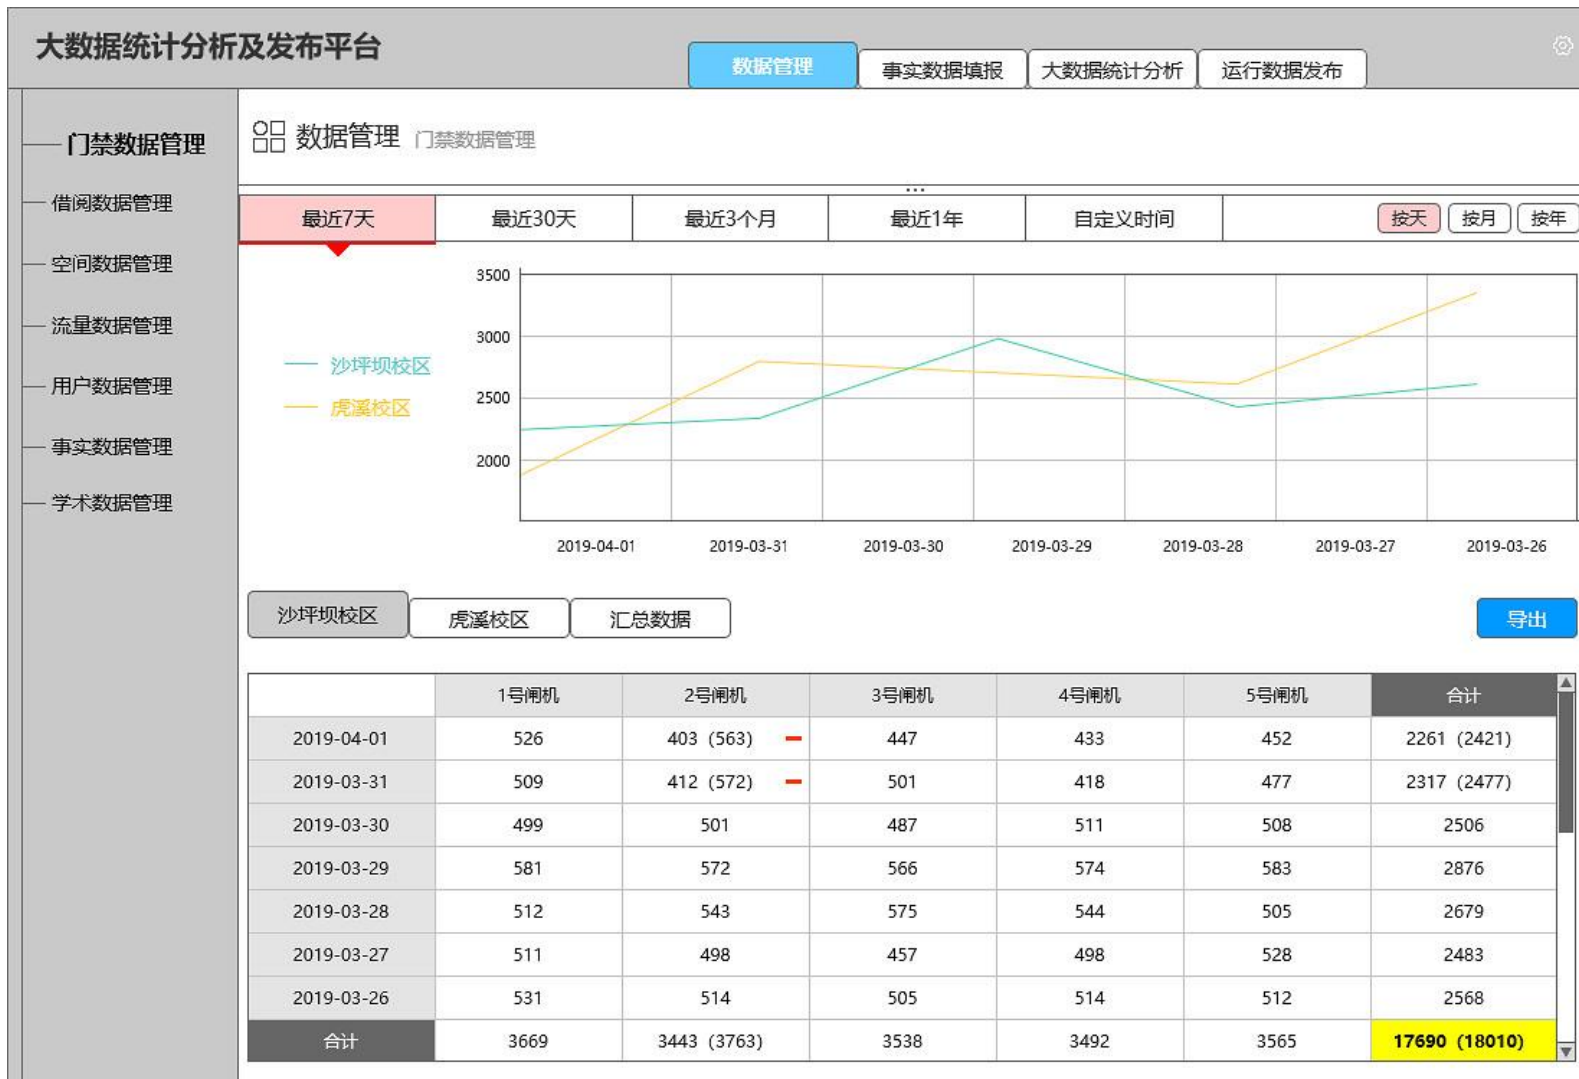 大数据统计分析及发布平台
数据管理 事实数据填报 大数据统计分析 运行数据发布
门禁数据管理
借阅数据管理
空间数据管理
流量数据管理
用户数据管理
事实数据管理
学术数据管理
数据管理 门禁数据管理
最近7天 最近30天 最近3个月 最近1年 自定义时间 按天 按月 按年
3500
3000
2500
2000
沙坪坝校区
虎溪校区
2019-04-01 2019-03-31 2019-03-30 2019-03-29 2019-03-28 2019-03-27 2019-03-26
沙坪坝校区 虎溪校区 汇总数据 导出
1号闸机 2号闸机 3号闸机 4号闸机 5号闸机 合计
2019-04-01 526 403 (563) 447 433 452 2261 (2421)
2019-03-31 509 412 (572) 501 418 477 2317 (2477)
2019-03-30 499 501 487 511 508 2506
2019-03-29 581 572 566 574 583 2876
2019-03-28 512 543 575 544 505 2679
2019-03-27 511 498 457 498 528 2483
2019-03-26 531 514 505 514 512 2568
合计 3669 3443 (3763) 3538 3492 3565 17690 (18010)